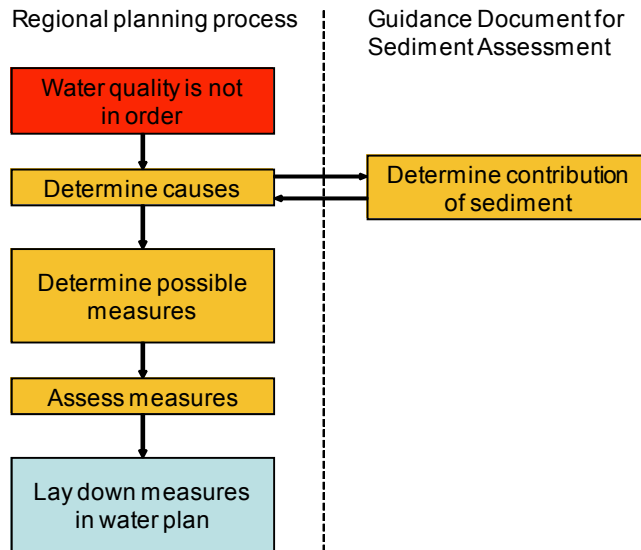 Regional planning process
Guidance Document for
Sediment Assessment
Water quality is not
in order
Determine causes
Determine contribution
of sediment
Determine possible
measures
Assess measures
Lay down measures
in water plan